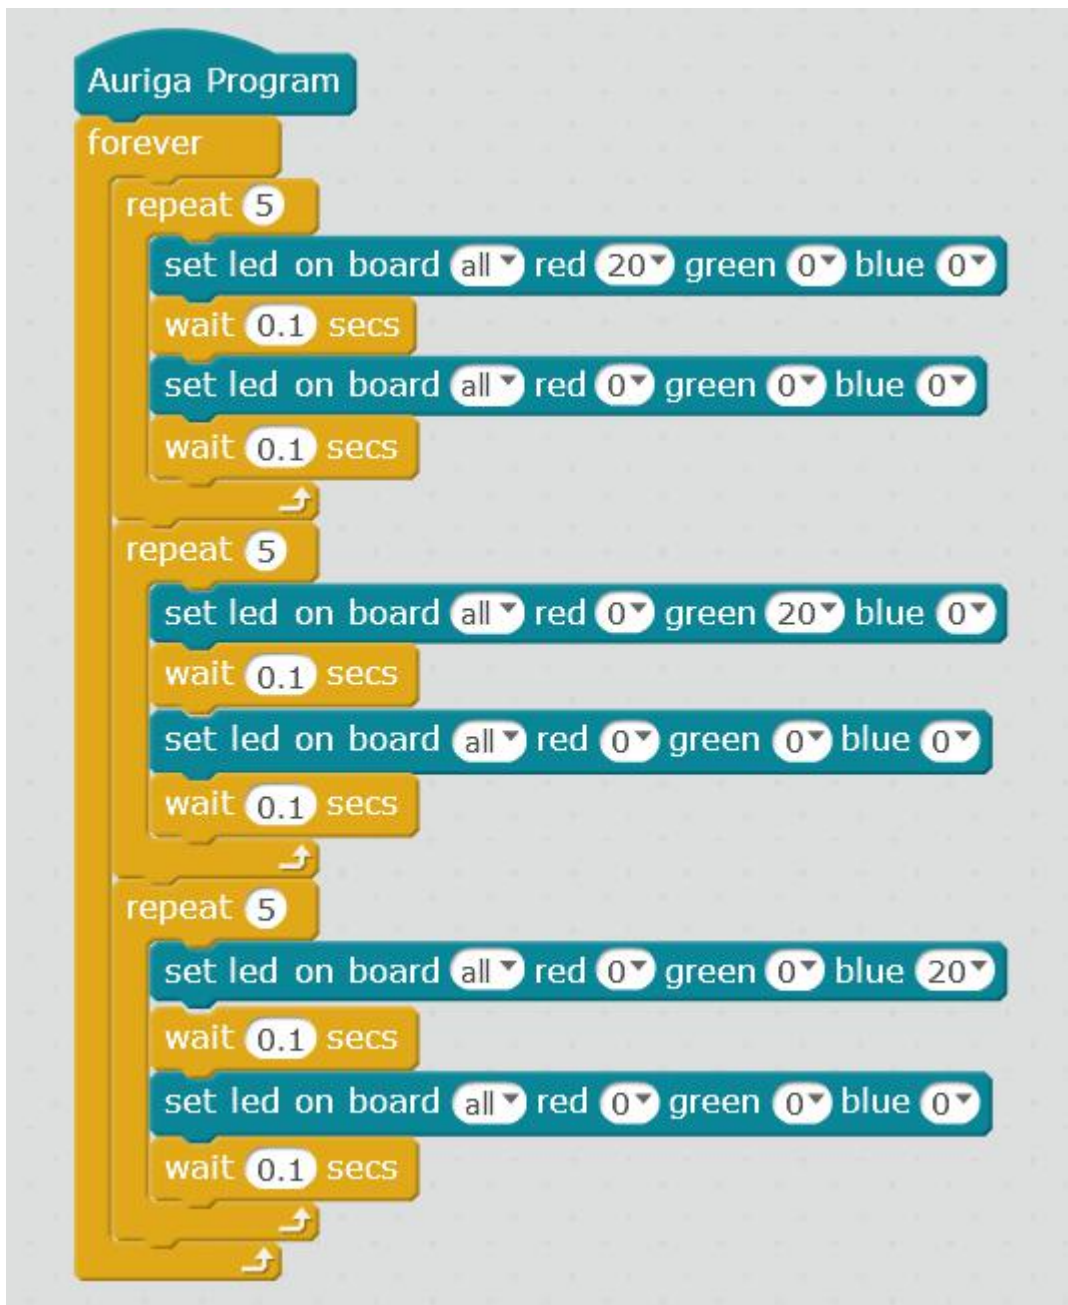 Auriga Program
forever
repeat 5
set led on board all red 20 green 0 blue 0
wait 0.1 secs
set led on board all red 0 green 0 blue 0
wait 0.1 secs
repeat 5
set led on board all red 0 green 20 blue 0
wait 0.1 secs
set led on board all red 0 green 0 blue 0
wait 0.1 secs
repeat 5
set led on board all red 0 green 0 blue 20
wait 0.1 secs
set led on board all red 0 green 0 blue 0
wait 0.1 secs